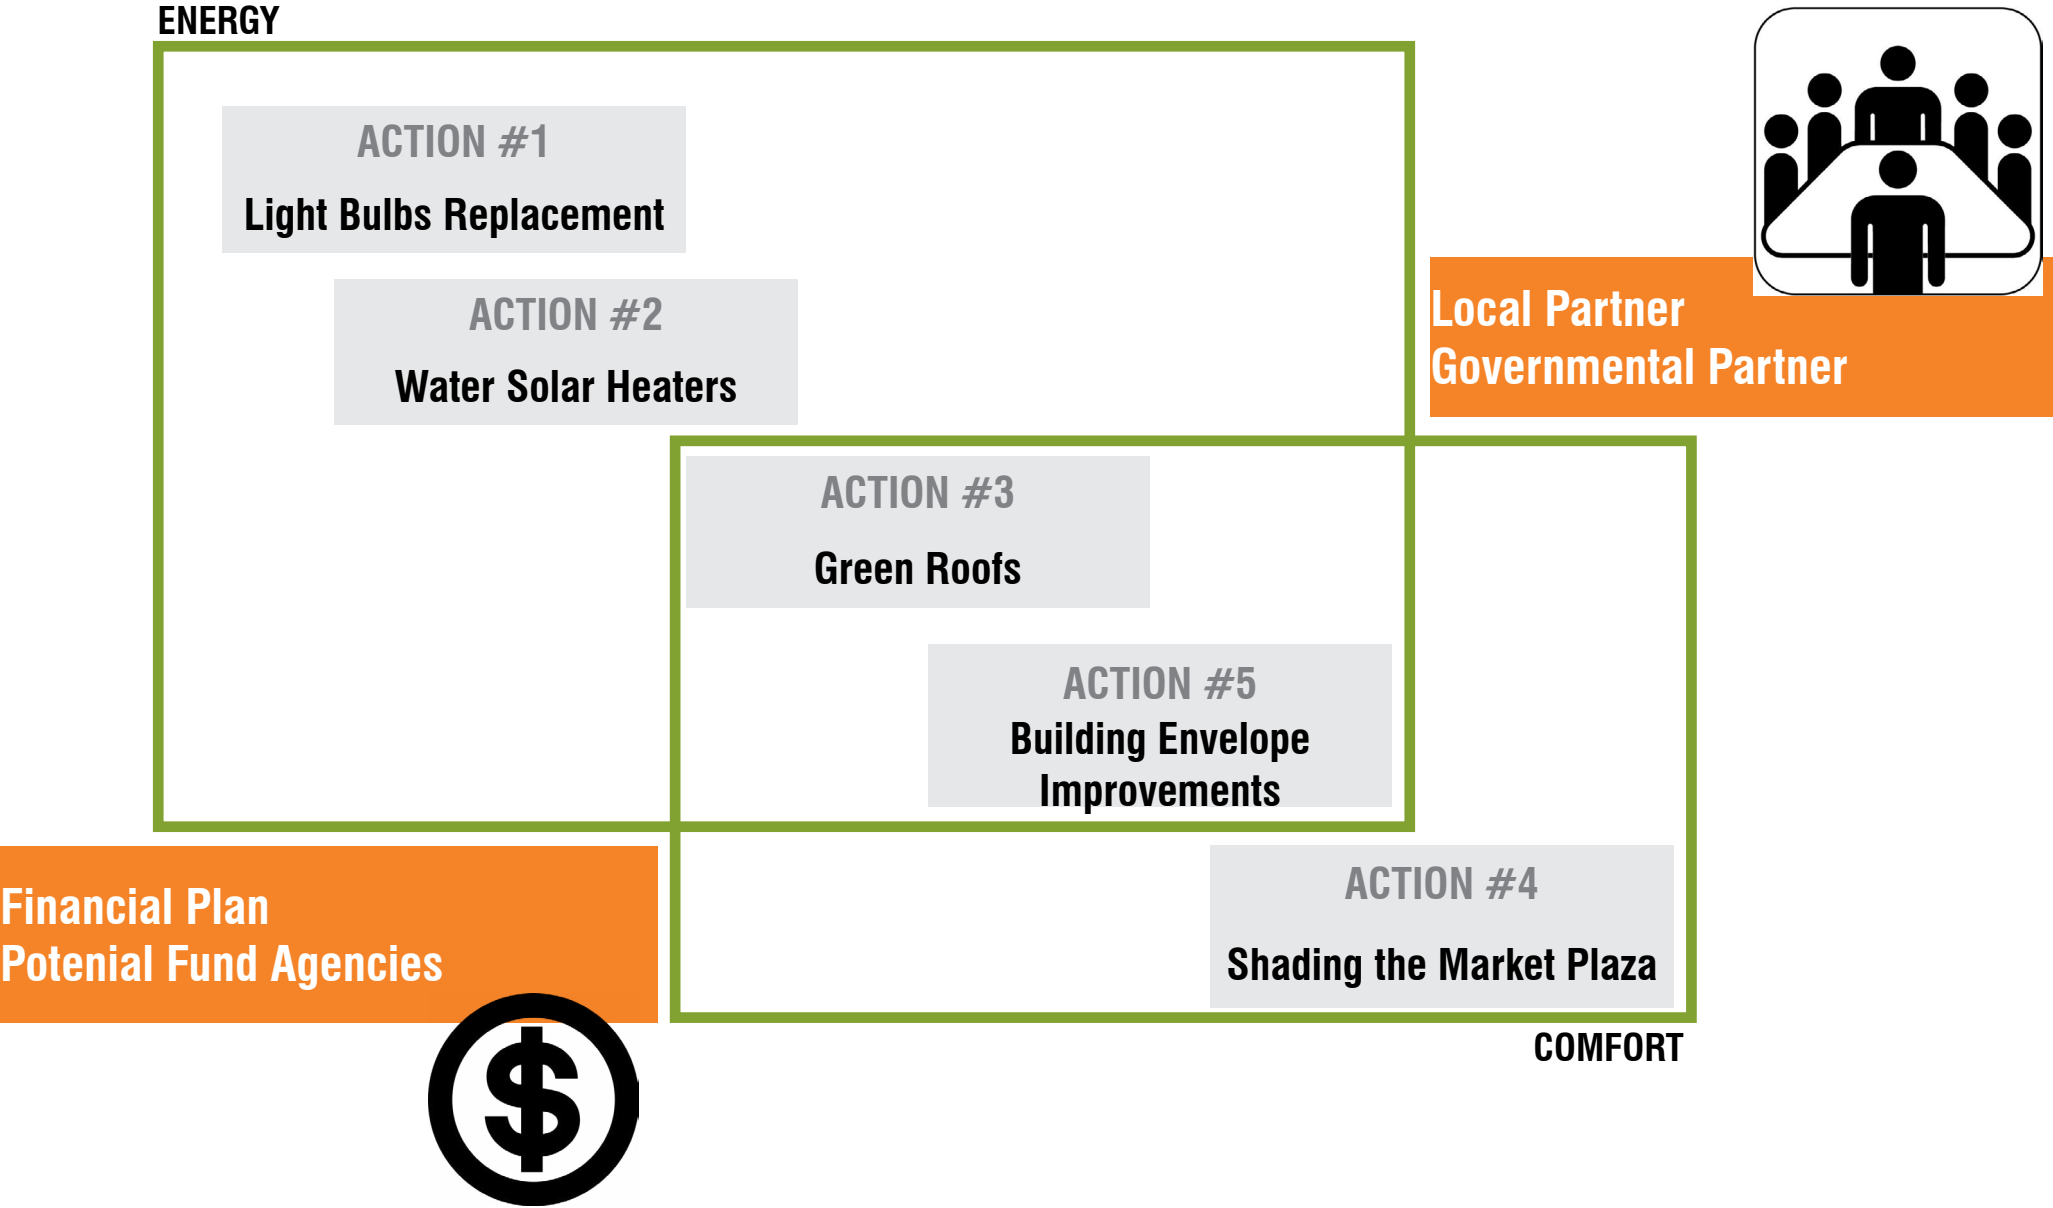 ENERGY
ACTION #1
Light Bulbs Replacement
ACTION #2
Water Solar Heaters
Local Partner
Governmental Partner
ACTION #3
Green Roofs
ACTION #5
Building Envelope
Improvements
ACTION #4
Shading the Market Plaza
Financial Plan
Potenial Fund Agencies
COMFORT
$